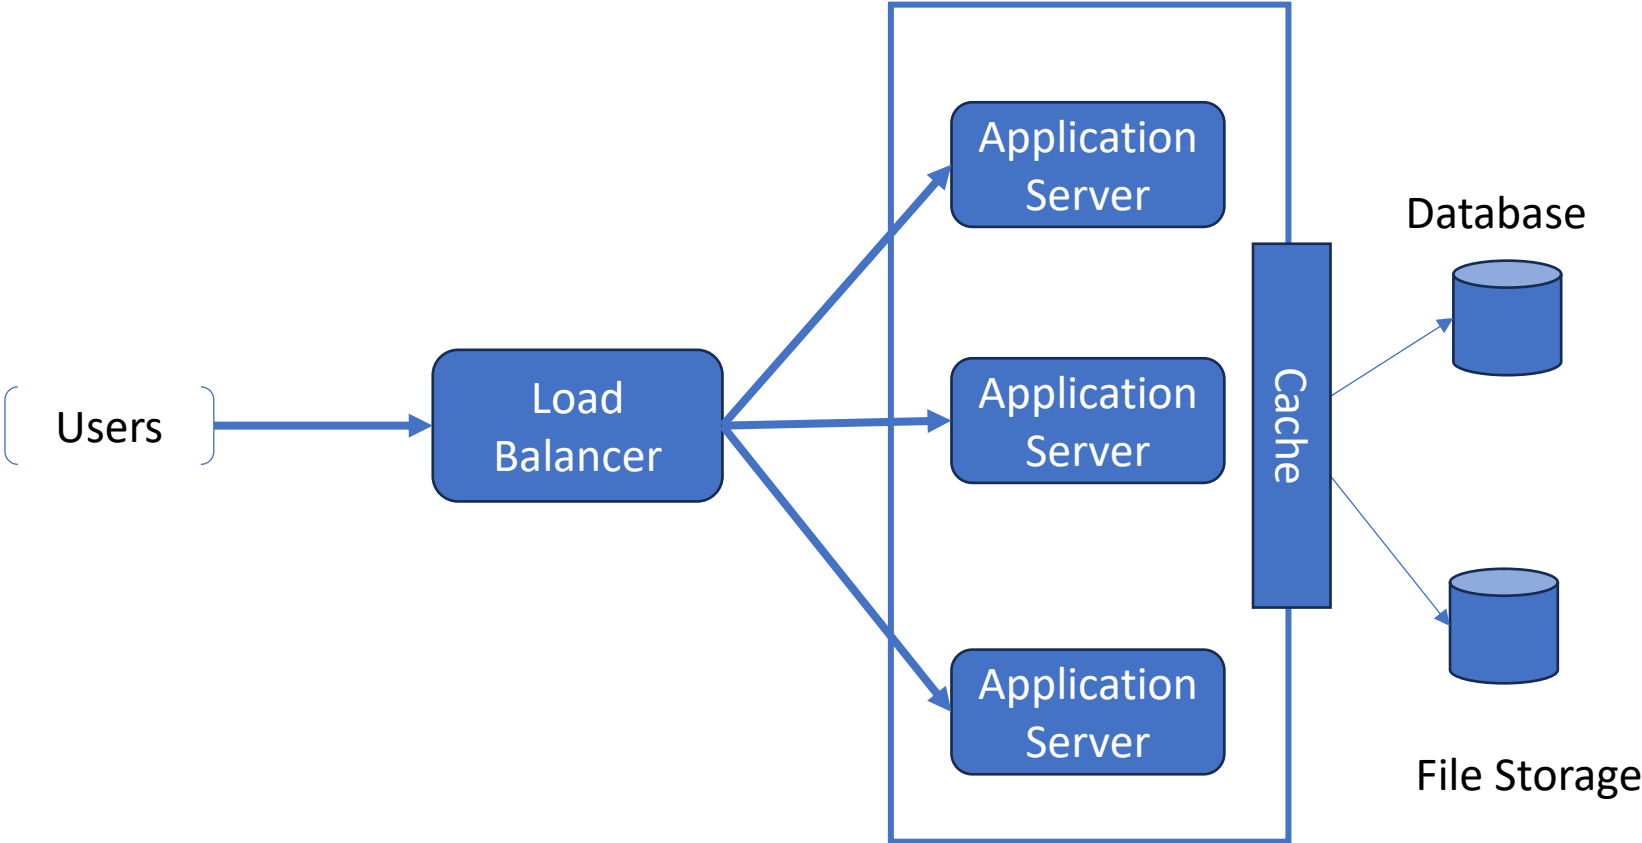 Users
Load
Balancer
Application
Server
Application
Server
Application
Server
Cache
Database
File Storage